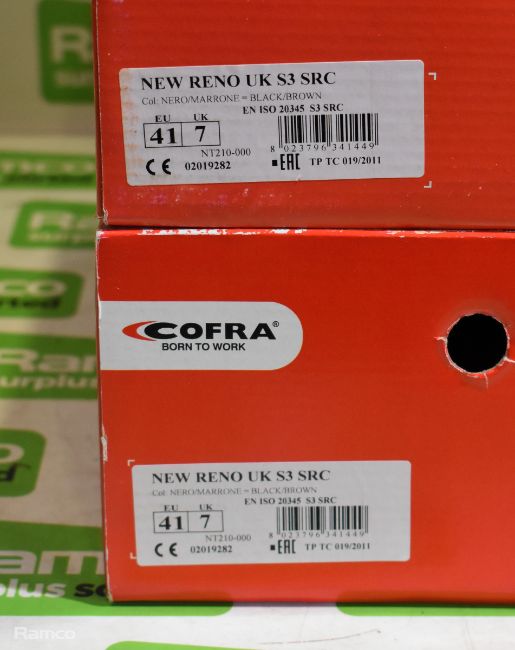 NEW RENO UK S3 SRC
Col: NERO/MARRONE = BLACK/BROWN
EN ISO 20345 S3 SRC
EU UK
41 7
8 023796 341449
NT210-000
CE 02019282
EAC TP TC 019/2011
COFRA®
BORN TO WORK
NEW RENO UK S3 SRC
Col: NERO/MARRONE = BLACK/BROWN
EN ISO 20345 S3 SRC
EU UK
41 7
8 023796 341449
NT210-000
CE 02019282
EAC TP TC 019/2011
Ramco
surplus
Ramco